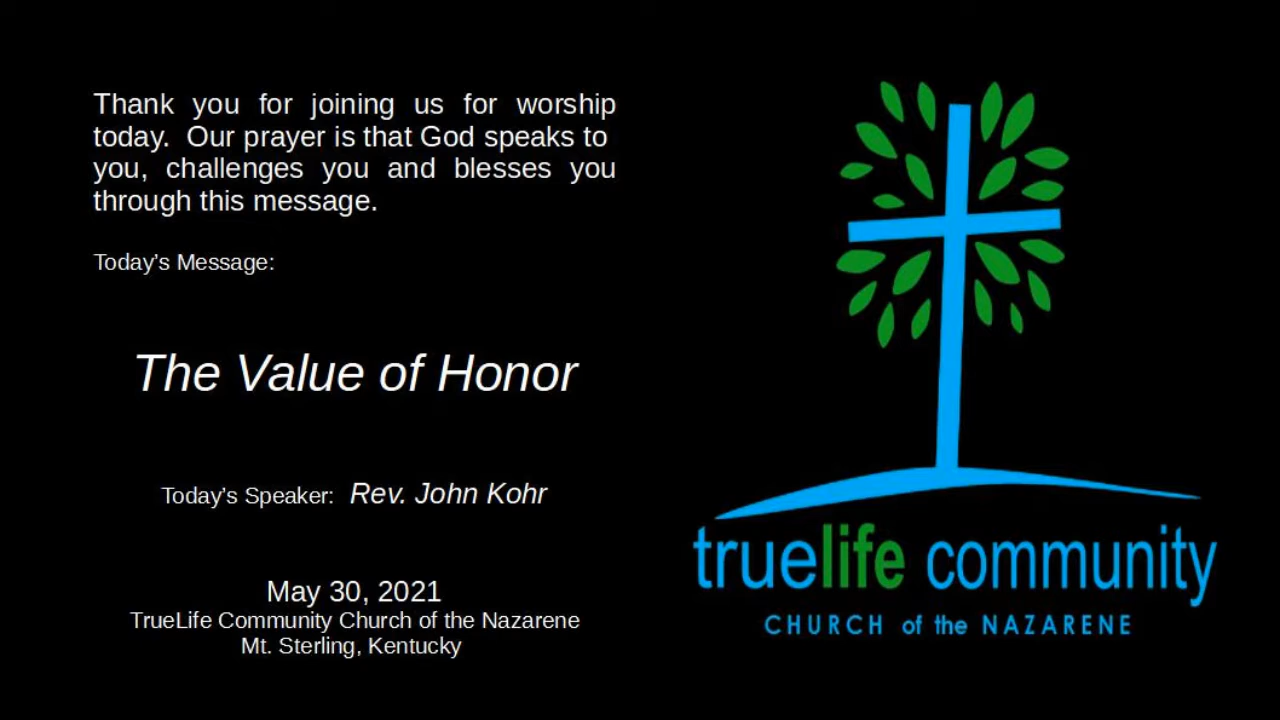 Thank you for joining us for worship
today. Our prayer is that God speaks to
you, challenges you and blesses you
through this message.
Today's Message:
The Value of Honor
Today's Speaker: Rev. John Kohr
May 30, 2021
TrueLife Community Church of the Nazarene
Mt. Sterling, Kentucky
truelife community
CHURCH of the NAZARENE